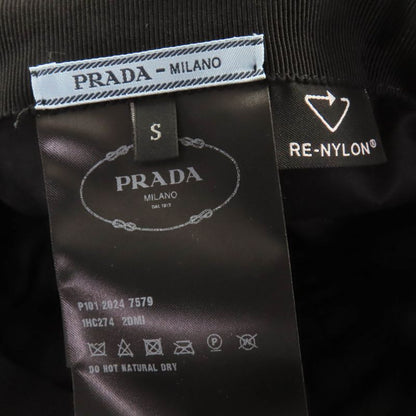 PRADA - MILANO
S
RE-NYLON®
PRADA
MILANO
DAL 1913
P101 2024 7579
1HC274 2DMI
P
DO NOT NATURAL DRY